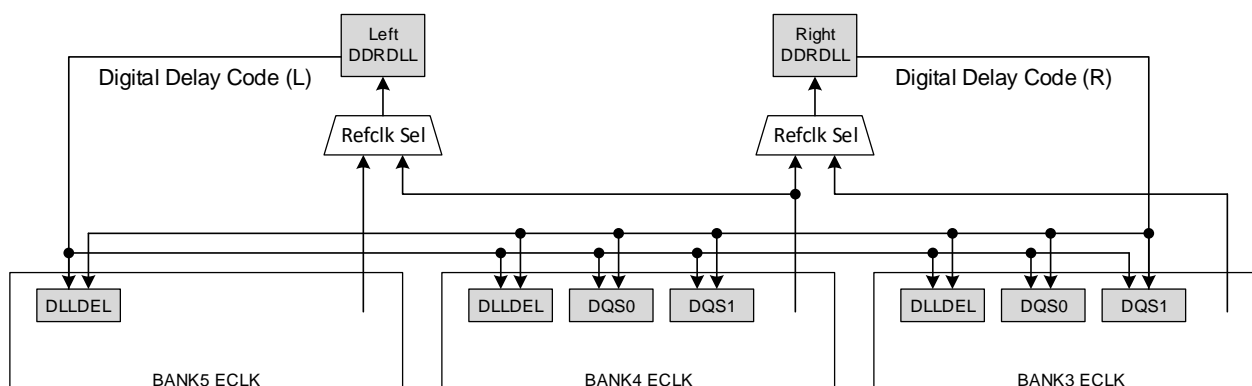 Left
DDRDLL
Right
DDRDLL
Digital Delay Code (L)
Digital Delay Code (R)
Refclk Sel
Refclk Sel
DLLDEL
DLLDEL
DQS0
DQS1
DLLDEL
DQS0
DQS1
BANK5 ECLK
BANK4 ECLK
BANK3 ECLK